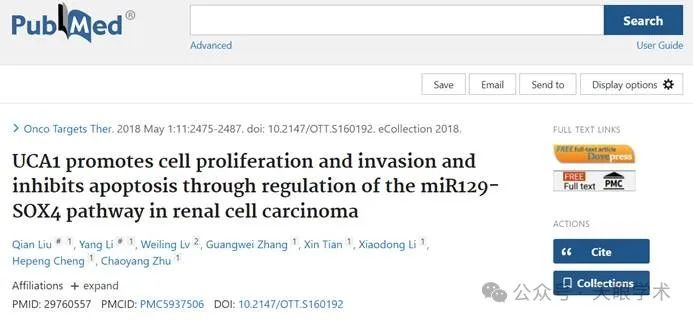 PubMed®
Search
Advanced
User Guide
Save
Email
Send to
Display options
Onco Targets Ther. 2018 May 1:11:2475-2487. doi: 10.2147/OTT.S160192. eCollection 2018.
UCA1 promotes cell proliferation and invasion and
inhibits apoptosis through regulation of the miR129-
SOX4 pathway in renal cell carcinoma
Qian Liu # 1, Yang Li # 1, Weiling Lv 2, Guangwei Zhang 1, Xin Tian 1, Xiaodong Li 1,
Hepeng Cheng 1, Chaoyang Zhu 1
Affiliations + expand
PMID: 29760557 PMCID: PMC5937506 DOI: 10.2147/OTT.S160192
FULL TEXT LINKS
FREE full-text article
Dovepress
FREE
Full text
PMC
ACTIONS
Cite
Collections
公众号 · 天眼学术